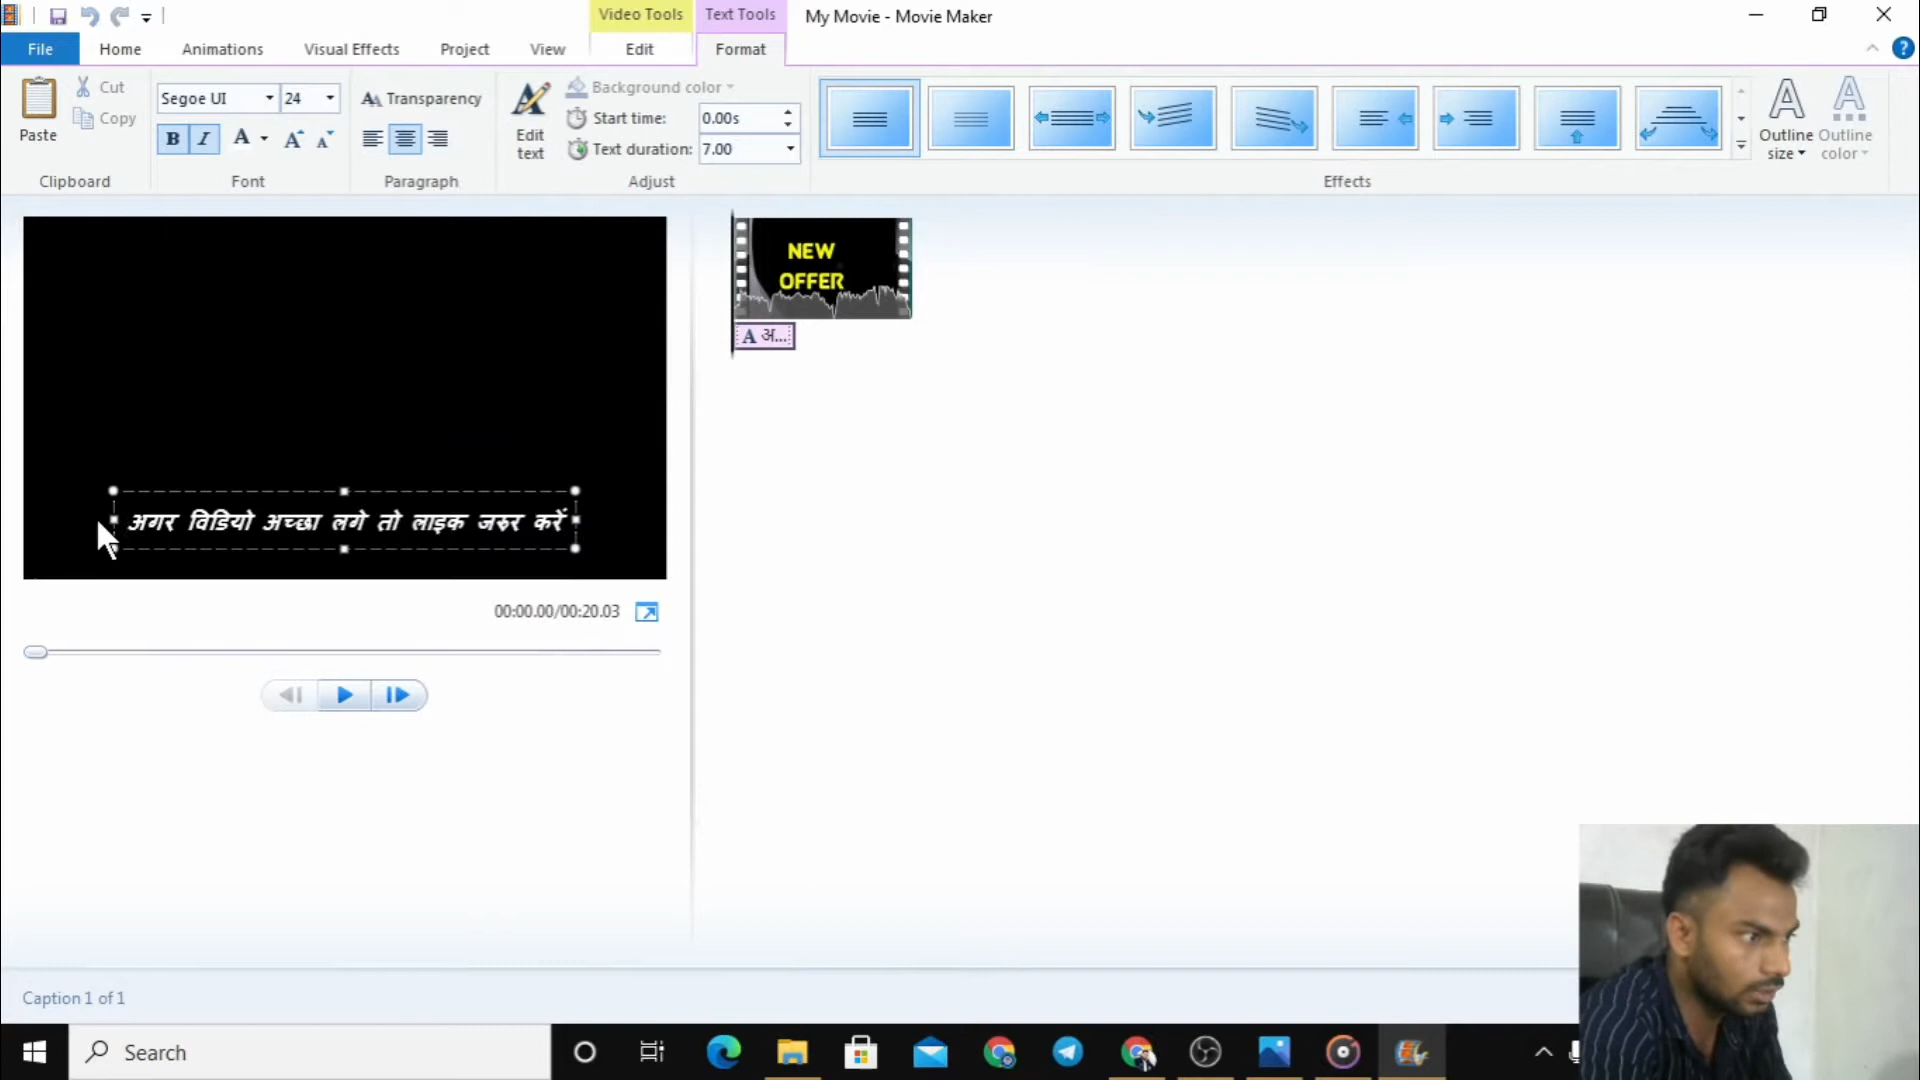 Video Tools
Text Tools
My Movie - Movie Maker
File
Home
Animations
Visual Effects
Project
View
Edit
Format
Paste
Cut
Copy
Clipboard
Segoe UI
24
B I A A A
Font
Transparency
Paragraph
Edit
text
Background color
Start time:
0.00s
Text duration:
7.00
Adjust
Effects
Outline
size
Outline
color
NEW
OFFER
A अ...
अगर विडियो अच्छा लगे तो लाइक जरुर करें
00:00.00/00:20.03
Caption 1 of 1
Search